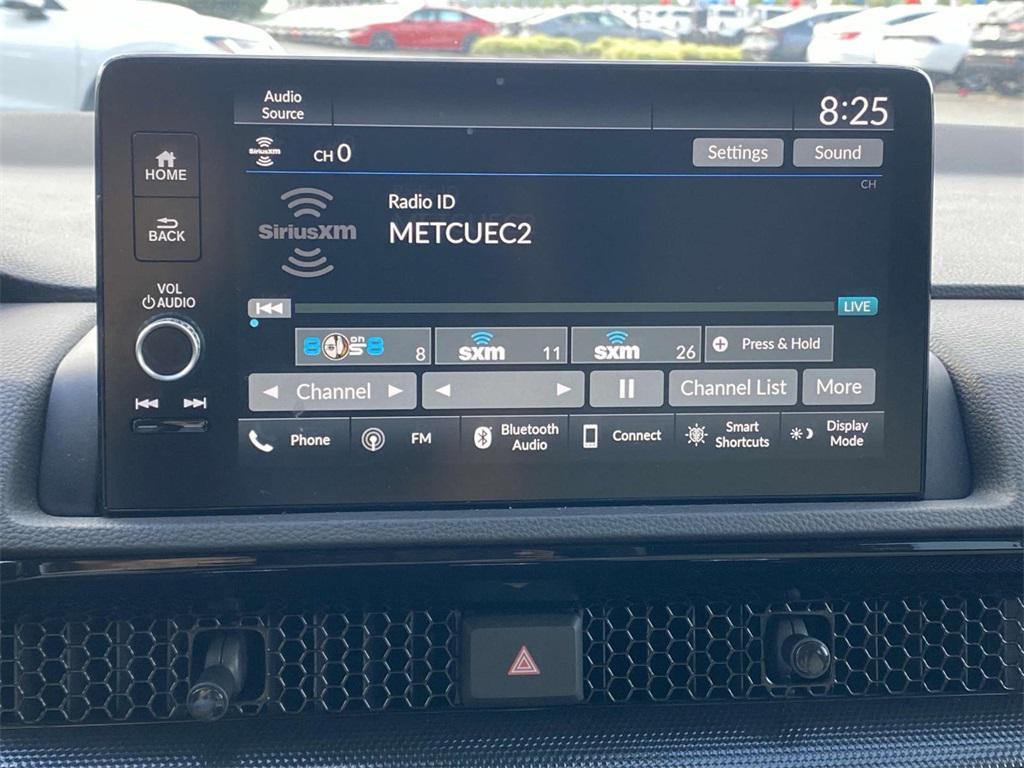 Audio
Source
8:25
HOME
SiriusXM
CH 0
Settings
Sound
CH
BACK
SiriusXM
Radio ID
METCUEC2
VOL
AUDIO
LIVE
8 on 8
8
sxm
11
sxm
26
Press & Hold
Channel
Channel List
More
Phone
FM
Bluetooth
Audio
Connect
Smart
Shortcuts
Display
Mode